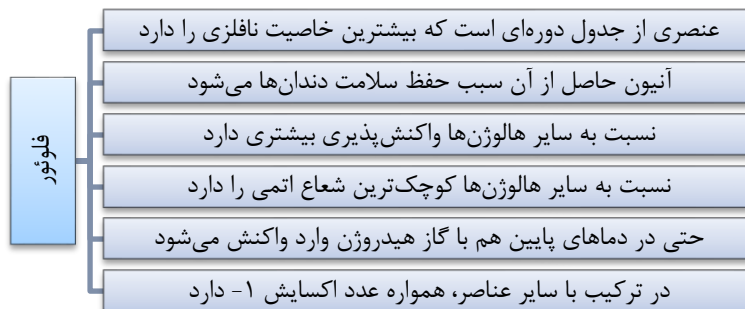 فلوئور
عنصری از جدول دوره‌ای است که بیشترین خاصیت نافلزی را دارد
آنیون حاصل از آن سبب حفظ سلامت دندان‌ها می‌شود
نسبت به سایر هالوژن‌ها واکنش‌پذیری بیشتری دارد
نسبت به سایر هالوژن‌ها کوچک‌ترین شعاع اتمی را دارد
حتی در دماهای پایین هم با گاز هیدروژن وارد واکنش می‌شود
در ترکیب با سایر عناصر، همواره عدد اکسایش ۱- دارد